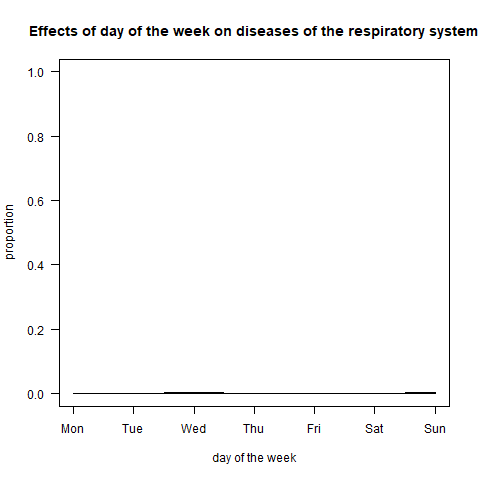 Effects of day of the week on diseases of the respiratory system
1.0
0.8
0.6
0.4
0.2
0.0
proportion
Mon Tue Wed Thu Fri Sat Sun
day of the week